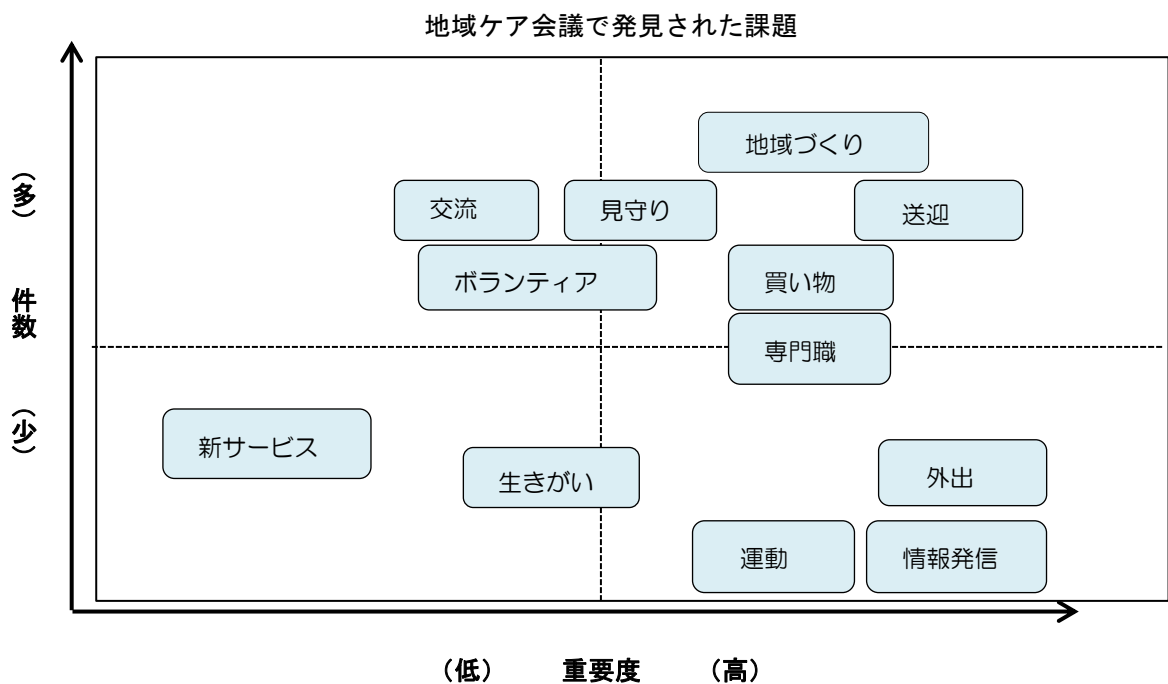 地域ケア会議で発見された課題
(多)
件数
(少)
地域づくり
交流
見守り
送迎
ボランティア
買い物
専門職
新サービス
生きがい
外出
運動
情報発信
(低) 重要度 (高)